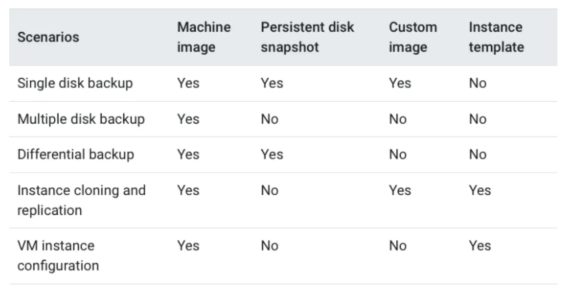 Scenarios Machine image Persistent disk snapshot Custom image Instance template
Single disk backup Yes Yes Yes No
Multiple disk backup Yes No No No
Differential backup Yes Yes No No
Instance cloning and replication Yes No Yes Yes
VM instance configuration Yes No No Yes